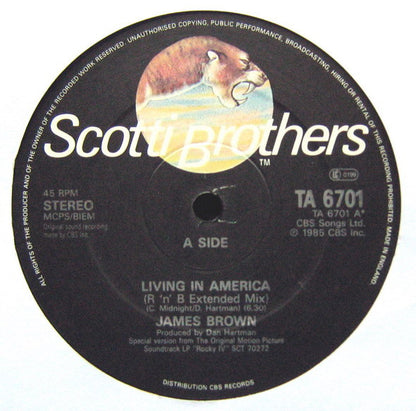 ALL RIGHTS OF THE PRODUCER AND OF THE OWNER OF THE RECORDED WORK RESERVED. UNAUTHORISED COPYING, PUBLIC PERFORMANCE, BROADCASTING, HIRING OR RENTAL OF THIS RECORDING PROHIBITED. MADE IN ENGLAND.
Scotti Brothers
TM
45 RPM
STEREO
MCPS/BIEM
Original sound recording
made by CBS Inc.
A SIDE
0199
TA 6701
TA 6701 A*
CBS Songs Ltd.
℗ 1985 CBS Inc.
LIVING IN AMERICA
(R 'n' B Extended Mix)
(C. Midnight/D. Hartman) (6.30)
JAMES BROWN
Produced by Dan Hartman
Special version from The Original Motion Picture
Soundtrack LP "Rocky IV" SCT 70272
DISTRIBUTION CBS RECORDS